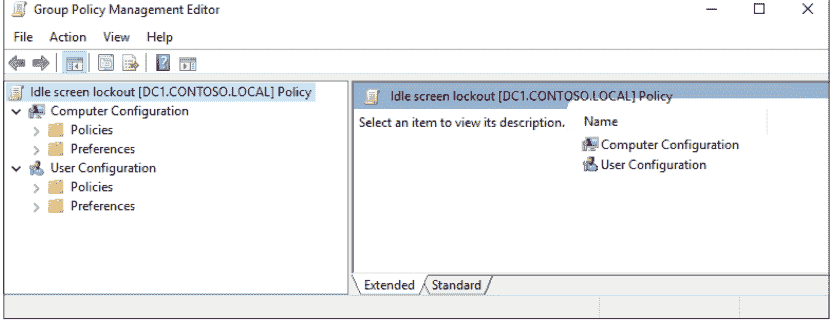 Group Policy Management Editor
File Action View Help
Idle screen lockout [DC1.CONTOSO.LOCAL] Policy
Computer Configuration
Policies
Preferences
User Configuration
Policies
Preferences
Idle screen lockout [DC1.CONTOSO.LOCAL] Policy
Select an item to view its description.
Name
Computer Configuration
User Configuration
Extended Standard